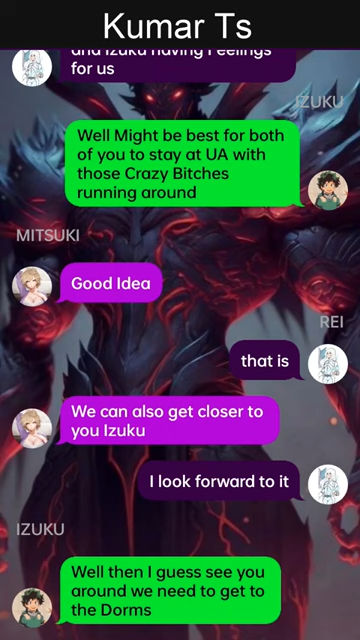 Kumar Ts
and Izuku having Feelings
for us
IZUKU
Well Might be best for both
of you to stay at UA with
those Crazy Bitches
running around
MITSUKI
Good Idea
REI
that is
We can also get closer to
you Izuku
I look forward to it
IZUKU
Well then I guess see you
around we need to get to
the Dorms